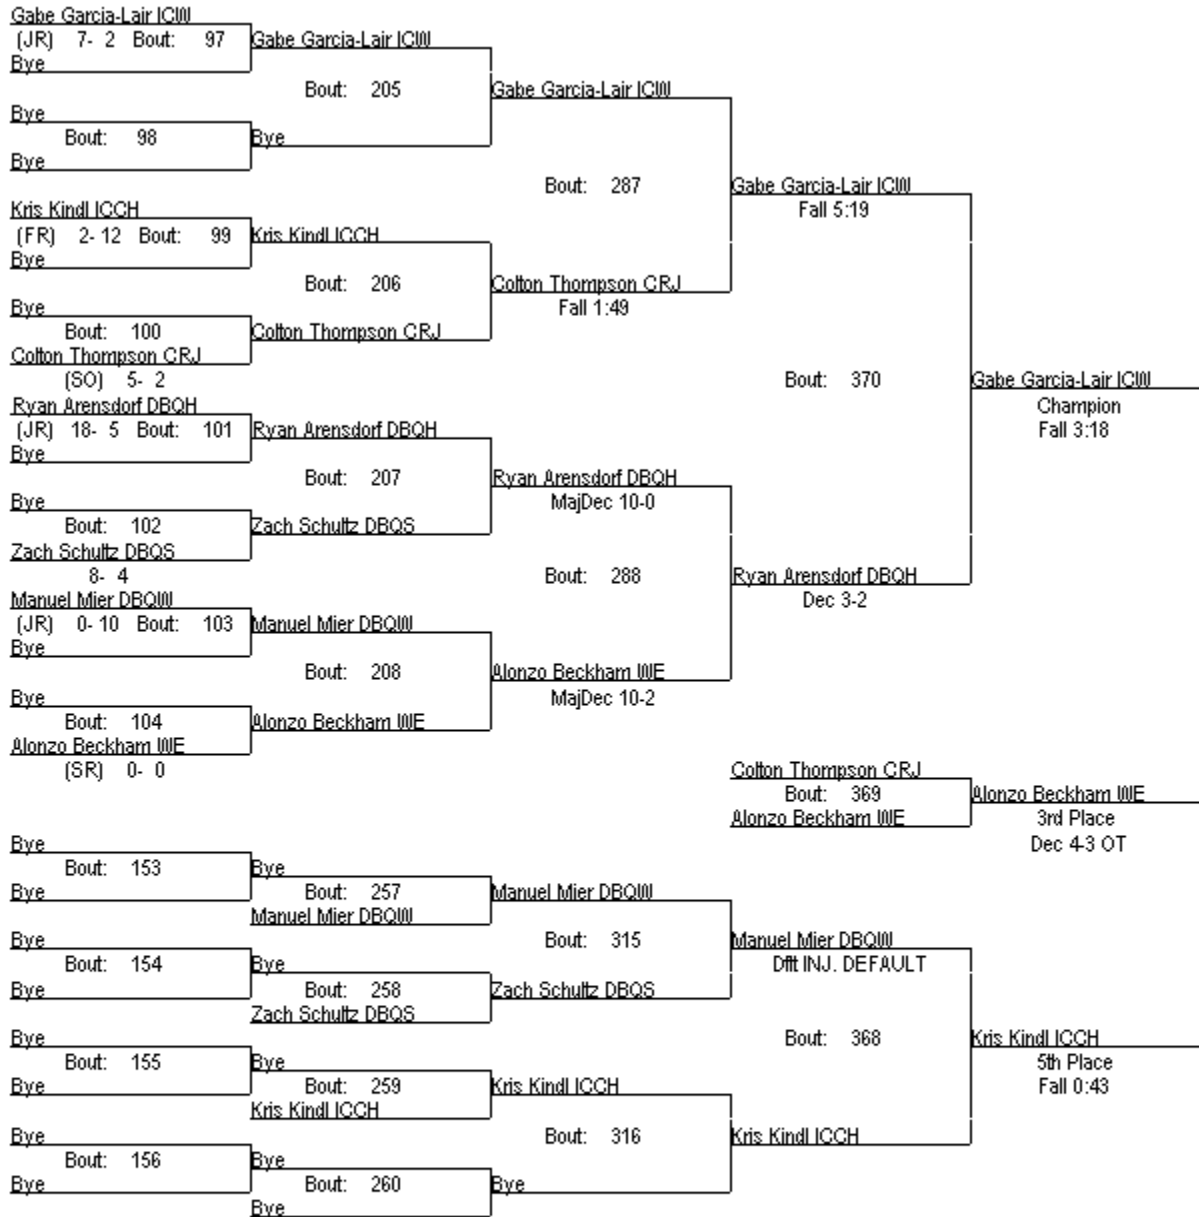 Gabe Garcia-Lair ICW
(JR) 7- 2 Bout: 97 Gabe Garcia-Lair ICW
Bye
Bout: 205 Gabe Garcia-Lair ICW
Bye
Bout: 98 Bye
Bye
Bout: 287 Gabe Garcia-Lair ICW
Fall 5:19
Kris Kindl ICCH
(FR) 2- 12 Bout: 99 Kris Kindl ICCH
Bye
Bout: 206 Colton Thompson CRJ
Fall 1:49
Bye
Bout: 100 Colton Thompson CRJ
Colton Thompson CRJ
(SO) 5- 2
Bout: 370 Gabe Garcia-Lair ICW
Champion
Fall 3:18
Ryan Arensdorf DBQH
(JR) 18- 5 Bout: 101 Ryan Arensdorf DBQH
Bye
Bout: 207 Ryan Arensdorf DBQH
MajDec 10-0
Bye
Bout: 102 Zach Schultz DBQS
Zach Schultz DBQS
8- 4
Bout: 288 Ryan Arensdorf DBQH
Dec 3-2
Manuel Mier DBQW
(JR) 0- 10 Bout: 103 Manuel Mier DBQW
Bye
Bout: 208 Alonzo Beckham WE
MajDec 10-2
Bye
Bout: 104 Alonzo Beckham WE
Alonzo Beckham WE
(SR) 0- 0
Colton Thompson CRJ
Bout: 369 Alonzo Beckham WE
Alonzo Beckham WE 3rd Place
Dec 4-3 OT
Bye
Bout: 153 Bye
Bye
Bout: 257 Manuel Mier DBQW
Manuel Mier DBQW
Bout: 315 Manuel Mier DBQW
Dflt INJ. DEFAULT
Bye
Bout: 154 Bye
Bye
Bout: 258 Zach Schultz DBQS
Zach Schultz DBQS
Bout: 368 Kris Kindl ICCH
5th Place
Fall 0:43
Bye
Bout: 155 Bye
Bye
Bout: 259 Kris Kindl ICCH
Kris Kindl ICCH
Bout: 316 Kris Kindl ICCH
Bye
Bout: 156 Bye
Bye
Bout: 260 Bye
Bye